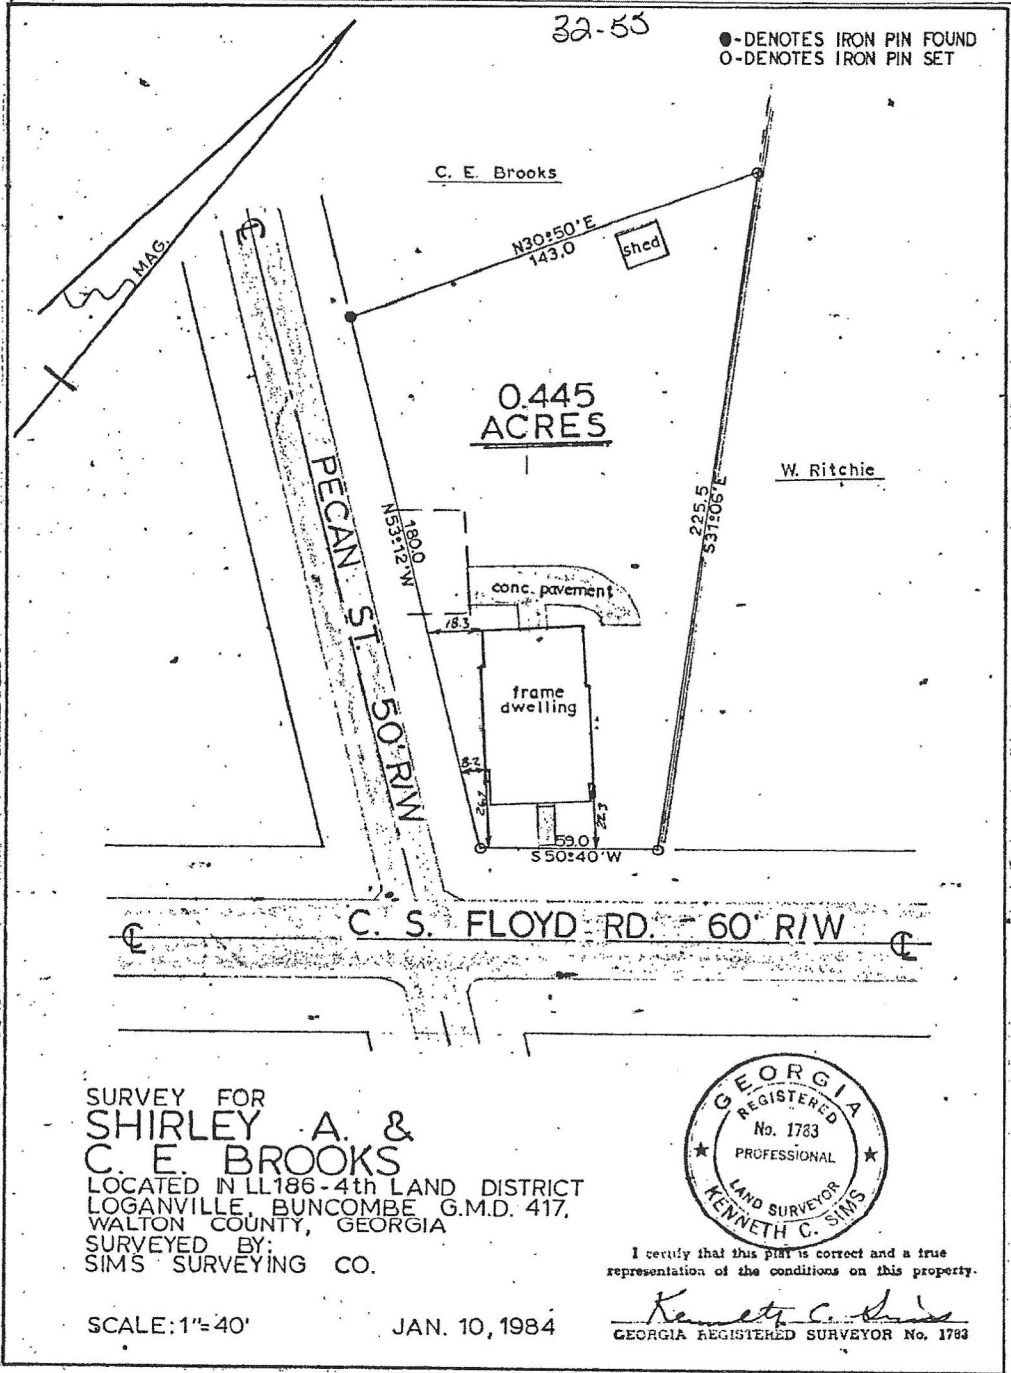 32-55
●-DENOTES IRON PIN FOUND
O-DENOTES IRON PIN SET
C. E. Brooks
MAG.
N30°50'E
143.0
shed
0.445
ACRES
W. Ritchie
225.5
S31°06'E
180.0
N53°12'W
PECAN ST. 50' R/W
conc. pavement
18.3
frame
dwelling
8.2
26.2
22.3
59.0
S50°40'W
C. S. FLOYD RD. - 60' R/W
SURVEY FOR
SHIRLEY A. &
C. E. BROOKS
LOCATED IN LL186-4th LAND DISTRICT
LOGANVILLE, BUNCOMBE G.M.D. 417,
WALTON COUNTY, GEORGIA
SURVEYED BY:
SIMS SURVEYING CO.
SCALE: 1"=40'
JAN. 10, 1984
GEORGIA
REGISTERED
No. 1783
PROFESSIONAL
LAND SURVEYOR
KENNETH C. SIMS
I certify that this plat is correct and a true
representation of the conditions on this property.
Kenneth C. Sims
GEORGIA REGISTERED SURVEYOR No. 1783